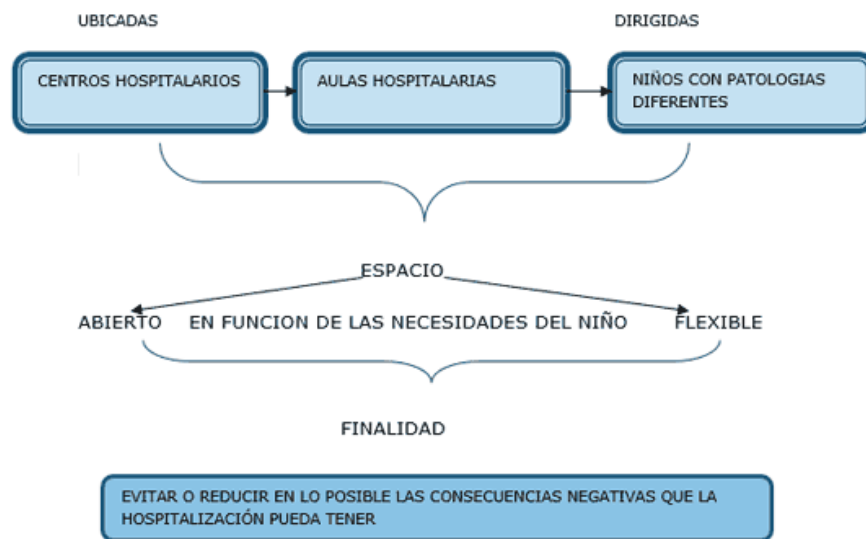 UBICADAS
DIRIGIDAS
CENTROS HOSPITALARIOS
AULAS HOSPITALARIAS
NIÑOS CON PATOLOGIAS
DIFERENTES
ESPACIO
ABIERTO
EN FUNCION DE LAS NECESIDADES DEL NIÑO
FLEXIBLE
FINALIDAD
EVITAR O REDUCIR EN LO POSIBLE LAS CONSECUENCIAS NEGATIVAS QUE LA
HOSPITALIZACIÓN PUEDA TENER